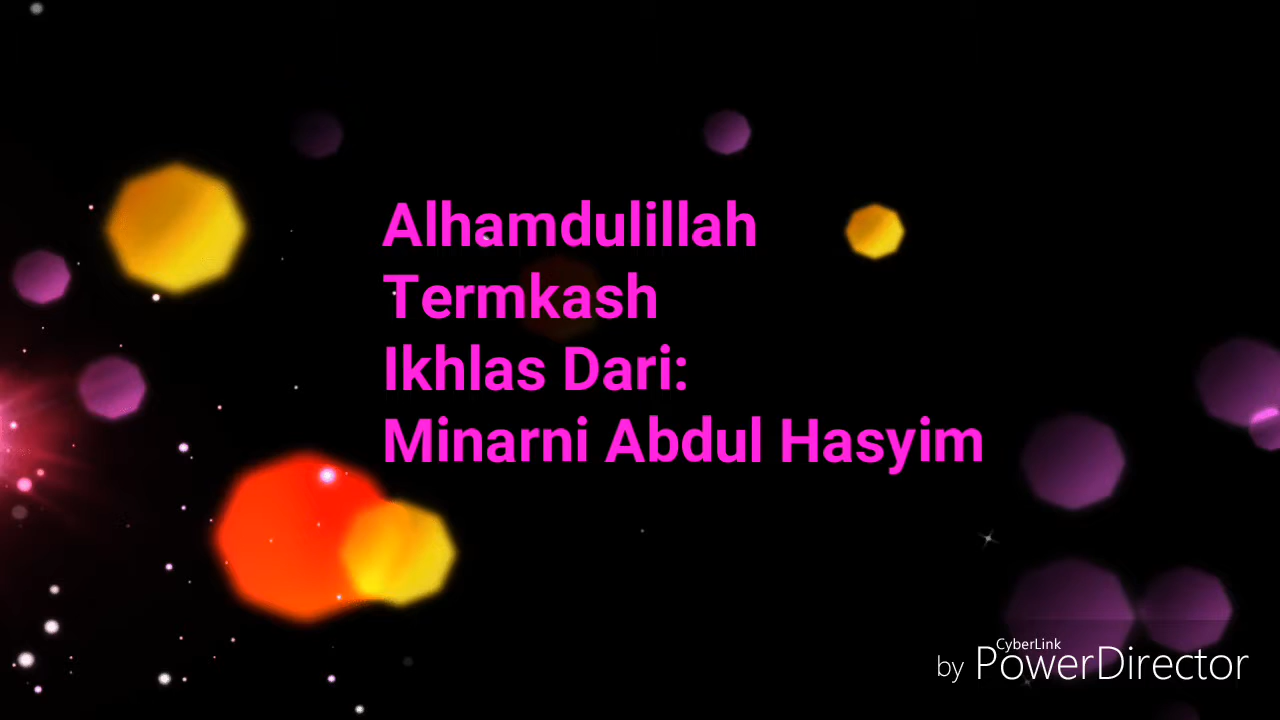 Alhamdulillah
Termkash
Ikhlas Dari:
Minarni Abdul Hasyim
CyberLink
by PowerDirector